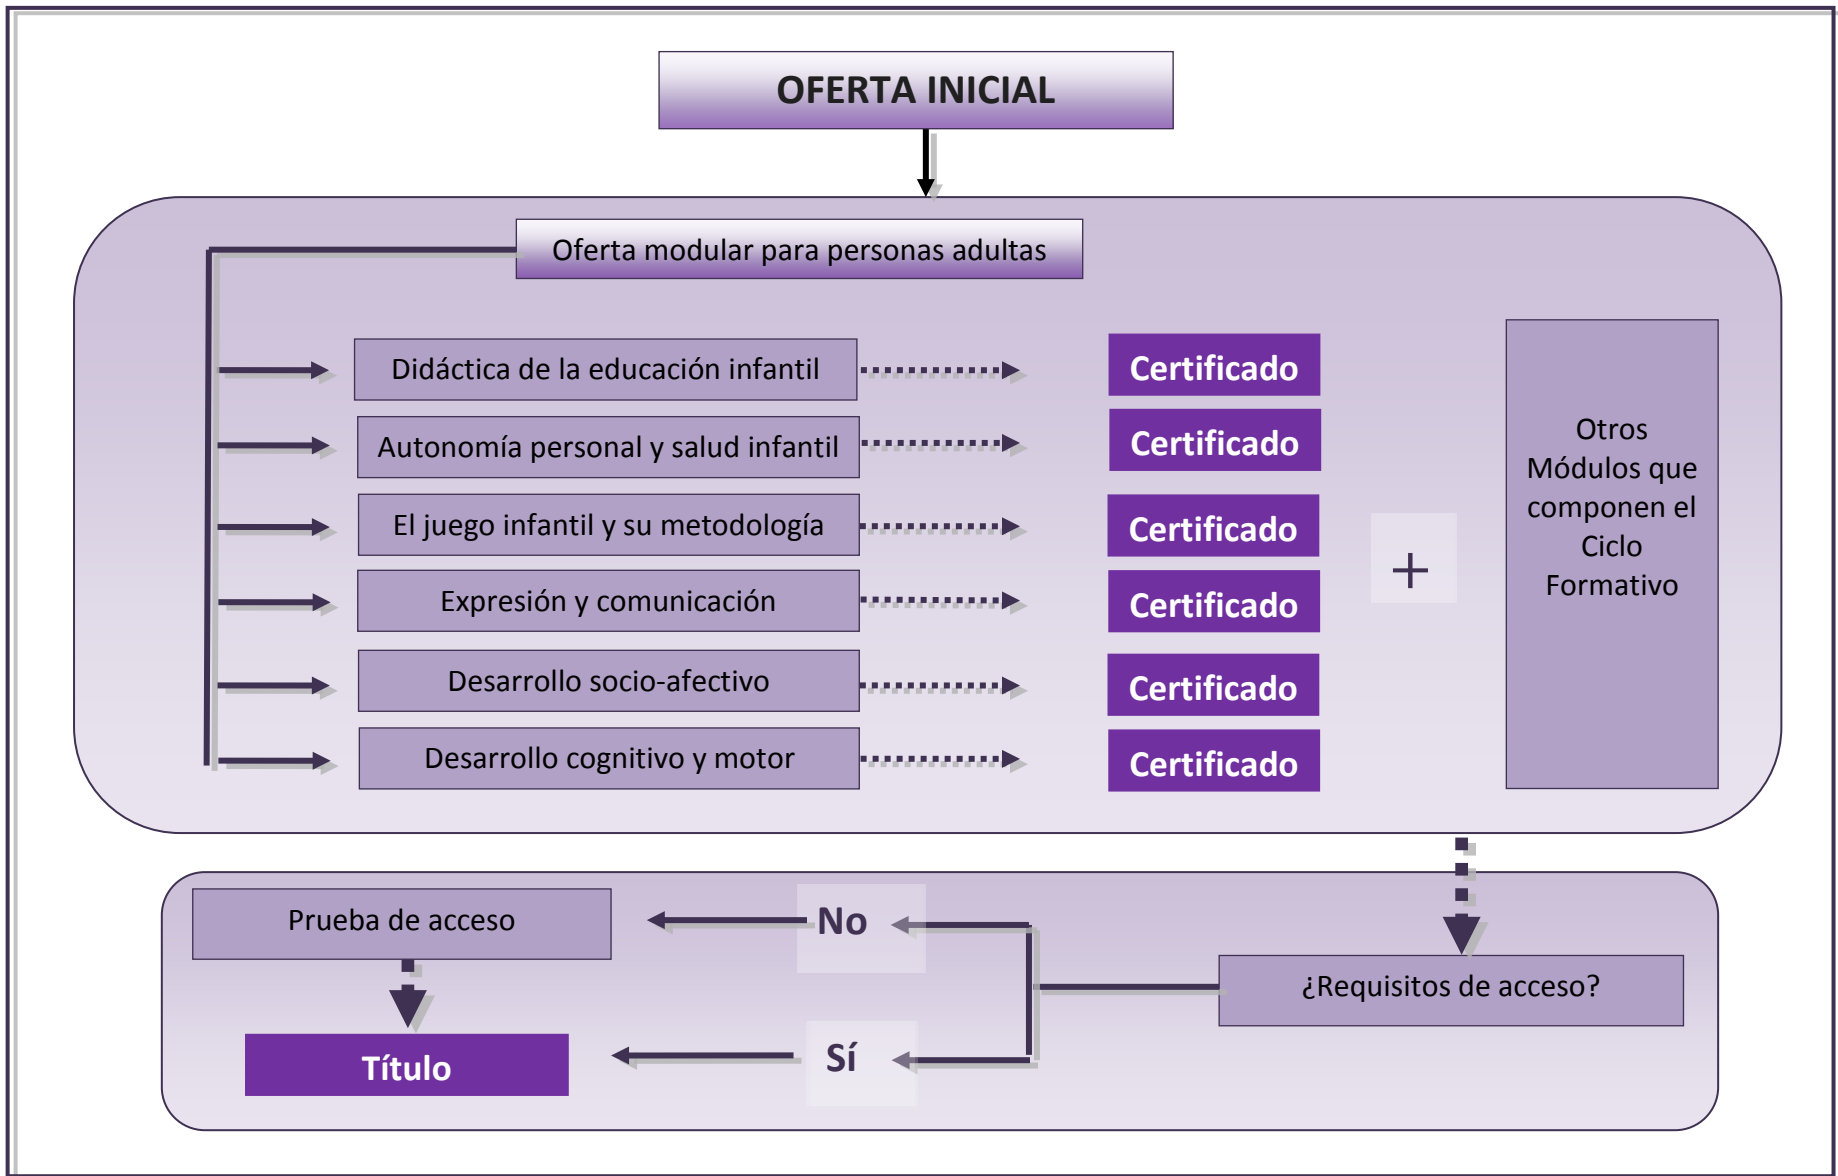 OFERTA INICIAL
Oferta modular para personas adultas
Didáctica de la educación infantil
Certificado
Autonomía personal y salud infantil
Certificado
El juego infantil y su metodología
Certificado
Expresión y comunicación
Certificado
Desarrollo socio-afectivo
Certificado
Desarrollo cognitivo y motor
Certificado
+
Otros
Módulos que
componen el
Ciclo
Formativo
Prueba de acceso
No
¿Requisitos de acceso?
Sí
Título